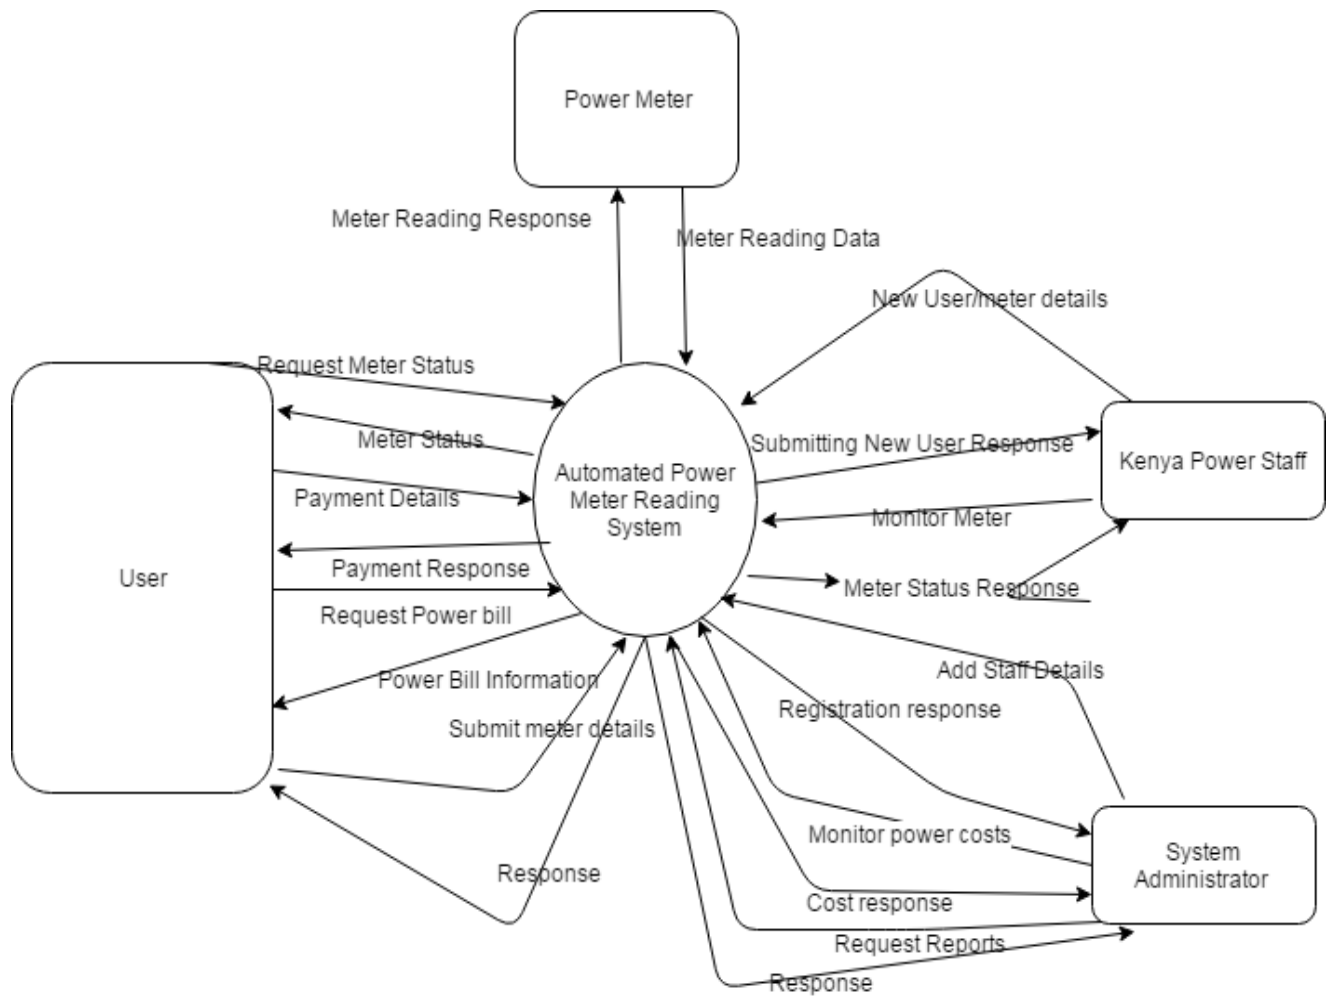 Power Meter
Meter Reading Response
Meter Reading Data
New User/meter details
Request Meter Status
Meter Status
Submitting New User Response
Kenya Power Staff
Automated Power
Meter Reading
System
Payment Details
Monitor Meter
User
Payment Response
Meter Status Response
Request Power bill
Power Bill Information
Add Staff Details
Registration response
Submit meter details
Monitor power costs
System
Administrator
Response
Cost response
Request Reports
Response